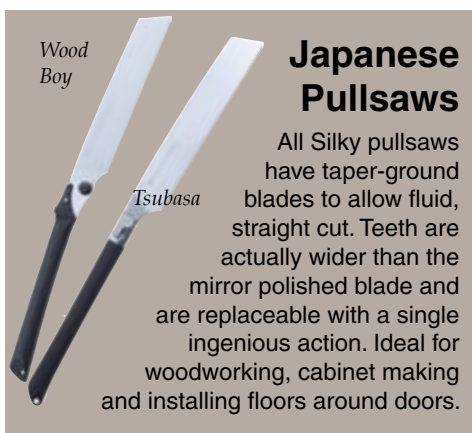 Wood
Boy
Japanese
Pullsaws
All Silky pullsaws
have taper-ground
blades to allow fluid,
Tsubasa
straight cut. Teeth are
actually wider than the
mirror polished blade and
are replaceable with a single
ingenious action. Ideal for
woodworking, cabinet making
and installing floors around doors.